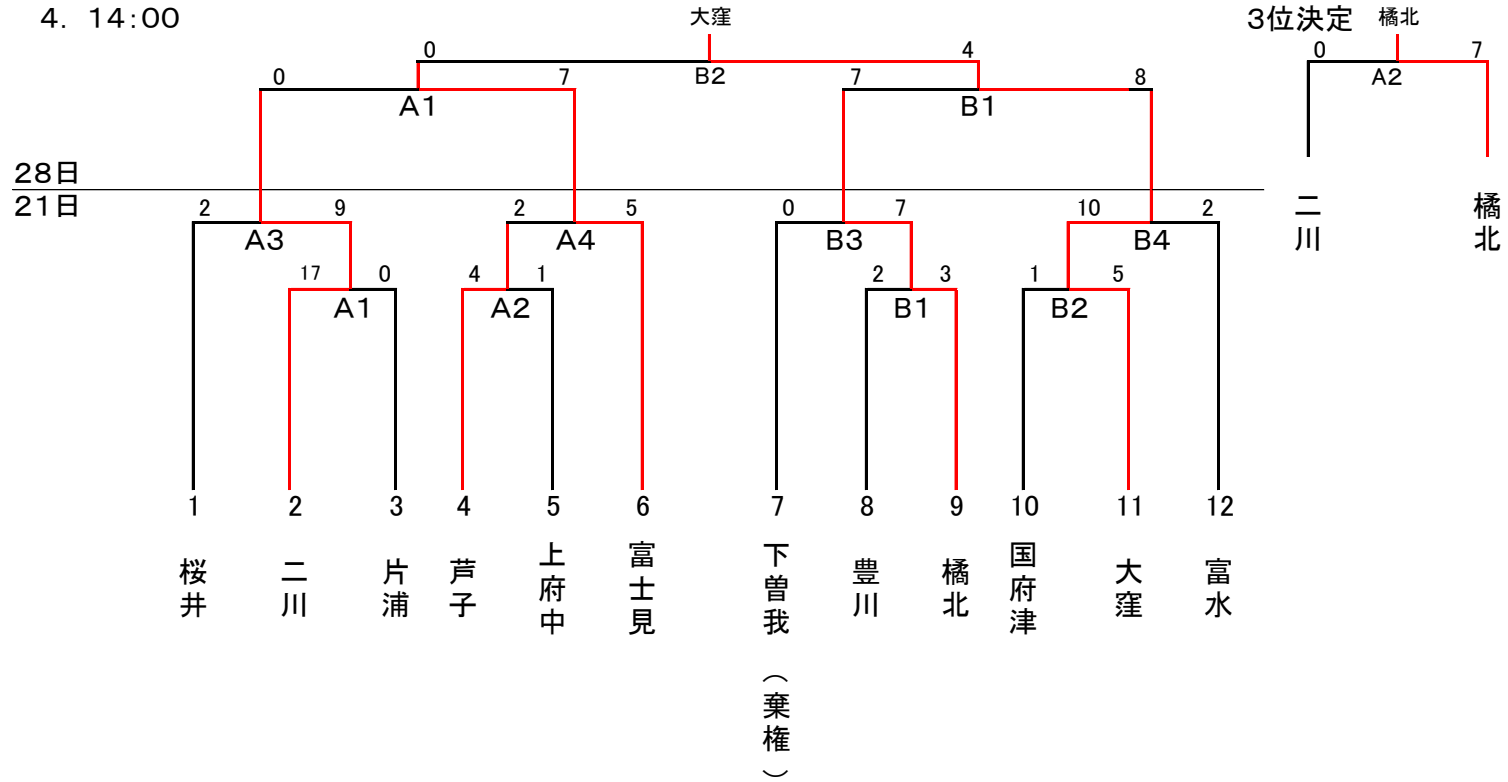 4. 14:00
大窪
3位決定 橘北
0 4 0 7
B2 A2
0 7 7 8
A1 B1
28日
21日
2 9 2 5 0 7 10 2
A3 A4 B3 B4
二川 橘北
17 0 4 1 2 3 1 5
A1 A2 B1 B2
1 2 3 4 5 6 7 8 9 10 11 12
桜井
二川
片浦
芦子
上府中
富士見
下曽我 (棄権)
豊川
橘北
国府津
大窪
富水